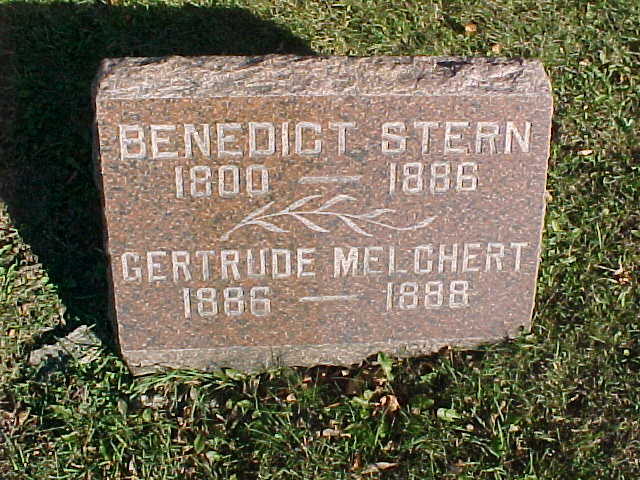 BENEDICT STERN
1800 — 1886
GERTRUDE MELCHERT
1886 — 1888